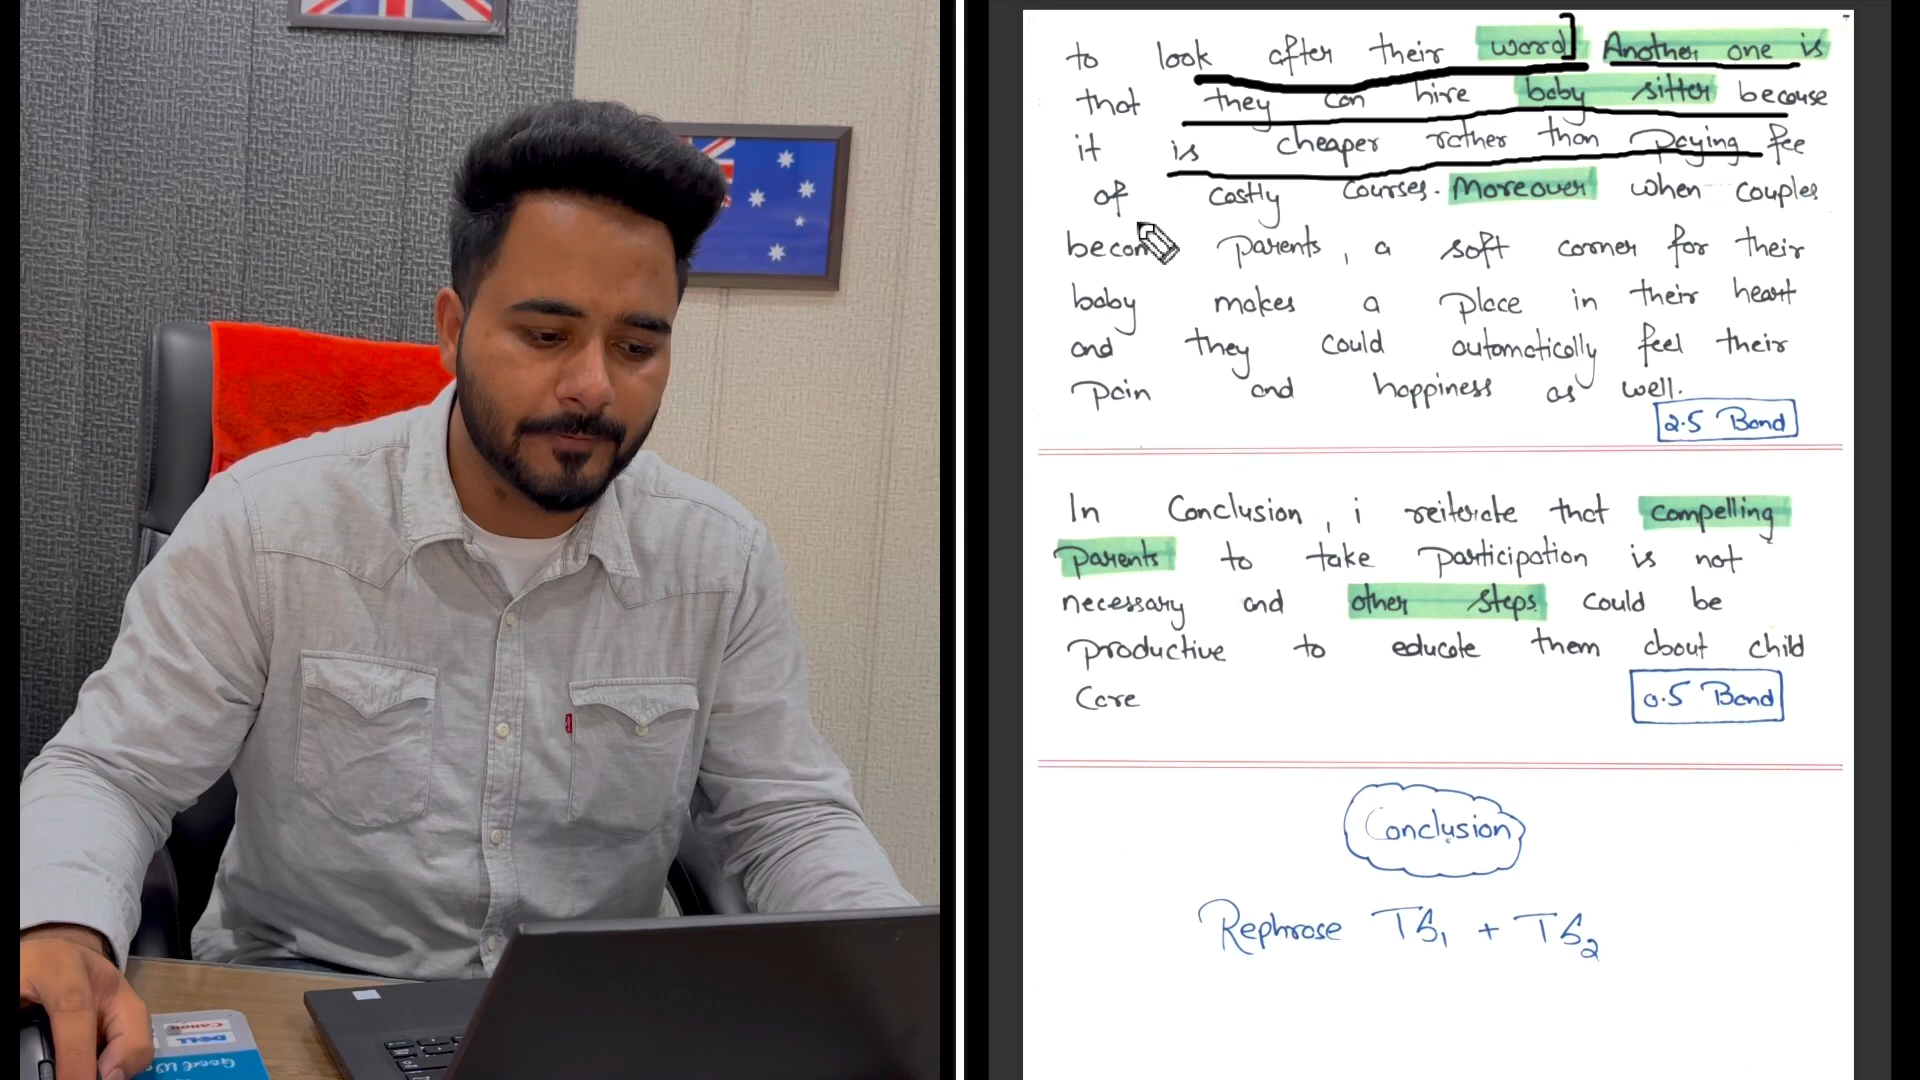 to look after their word] Another one is
that they can hire baby sitter because
it is cheaper rather than paying fee
of costly courses. Moreover when couples
become parents, a soft corner for their
baby makes a place in their heart
and they could automatically feel their
pain and happiness as well.
2.5 Band
In Conclusion, i reiterate that compelling
parents to take participation is not
necessary and other steps could be
productive to educate them about child
Care
0.5 Band
Conclusion
Rephrase TS1 + TS2
Canon
DELL